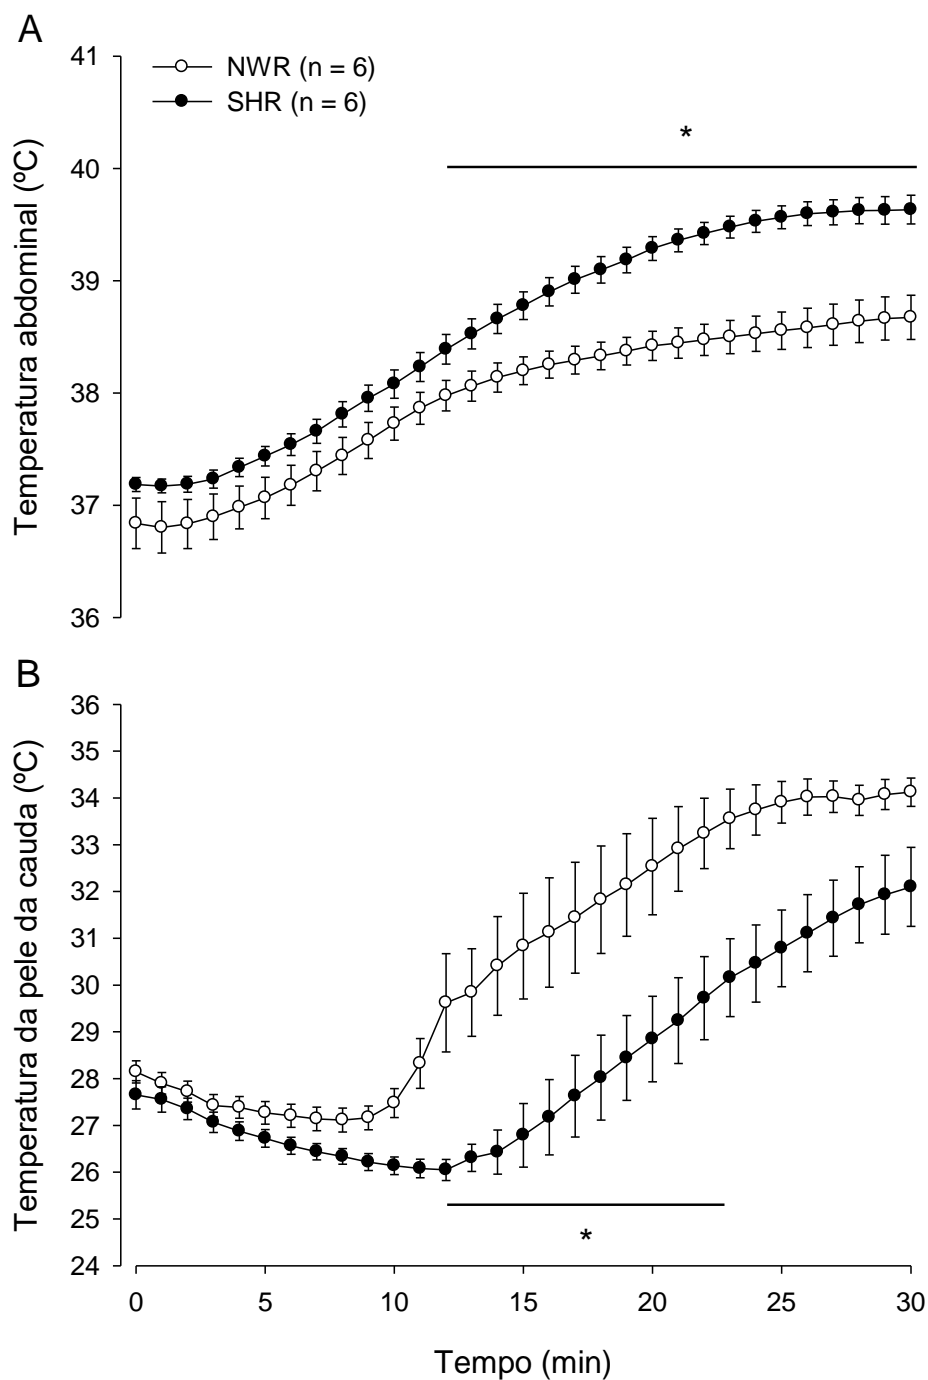 A
NWR (n = 6)
SHR (n = 6)
*
Temperatura abdominal (ºC)
41
40
39
38
37
36
B
Temperatura da pele da cauda (ºC)
36
35
34
33
32
31
30
29
28
27
26
25
24
*
0 5 10 15 20 25 30
Tempo (min)